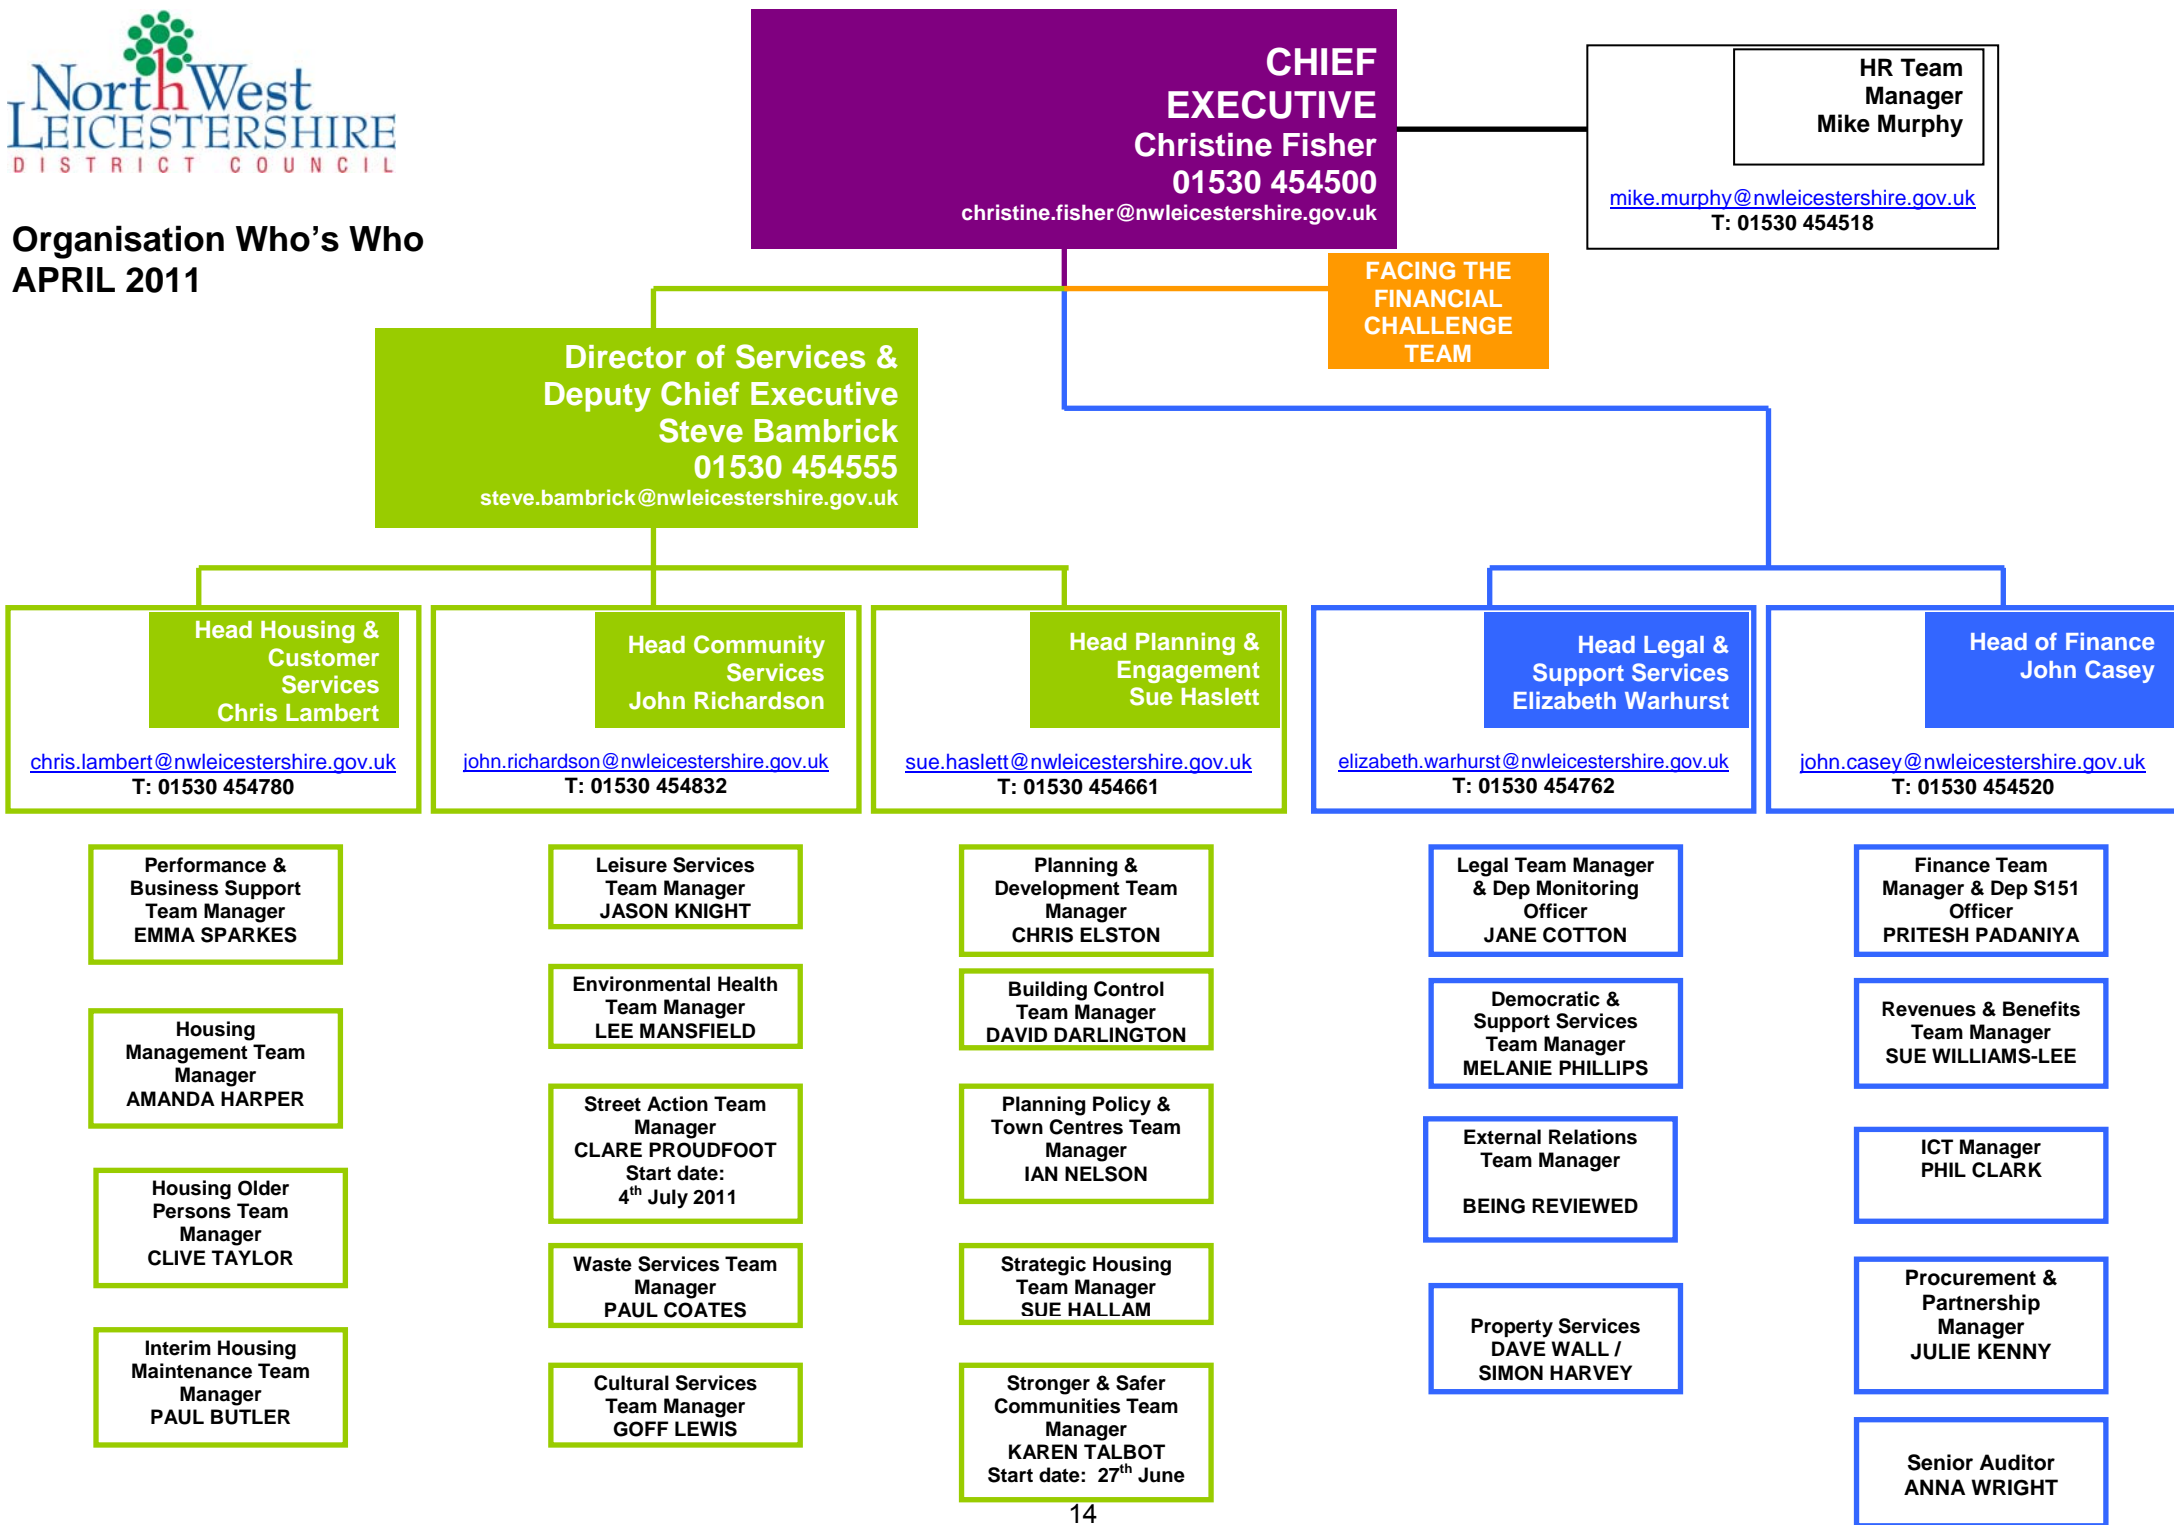 NorthWest
LEICESTERSHIRE
DISTRICT COUNCIL
Organisation Who's Who
APRIL 2011
CHIEF
EXECUTIVE
Christine Fisher
01530 454500
christine.fisher@nwleicestershire.gov.uk
HR Team
Manager
Mike Murphy
mike.murphy@nwleicestershire.gov.uk
T: 01530 454518
FACING THE
FINANCIAL
CHALLENGE
TEAM
Director of Services &
Deputy Chief Executive
Steve Bambrick
01530 454555
steve.bambrick@nwleicestershire.gov.uk
Head Housing &
Customer
Services
Chris Lambert
chris.lambert@nwleicestershire.gov.uk
T: 01530 454780
Head Community
Services
John Richardson
john.richardson@nwleicestershire.gov.uk
T: 01530 454832
Head Planning &
Engagement
Sue Haslett
sue.haslett@nwleicestershire.gov.uk
T: 01530 454661
Head Legal &
Support Services
Elizabeth Warhurst
elizabeth.warhurst@nwleicestershire.gov.uk
T: 01530 454762
Head of Finance
John Casey
john.casey@nwleicestershire.gov.uk
T: 01530 454520
Performance &
Business Support
Team Manager
EMMA SPARKES
Housing
Management Team
Manager
AMANDA HARPER
Housing Older
Persons Team
Manager
CLIVE TAYLOR
Interim Housing
Maintenance Team
Manager
PAUL BUTLER
Leisure Services
Team Manager
JASON KNIGHT
Environmental Health
Team Manager
LEE MANSFIELD
Street Action Team
Manager
CLARE PROUDFOOT
Start date:
4th July 2011
Waste Services Team
Manager
PAUL COATES
Cultural Services
Team Manager
GOFF LEWIS
Planning &
Development Team
Manager
CHRIS ELSTON
Building Control
Team Manager
DAVID DARLINGTON
Planning Policy &
Town Centres Team
Manager
IAN NELSON
Strategic Housing
Team Manager
SUE HALLAM
Stronger & Safer
Communities Team
Manager
KAREN TALBOT
Start date: 27th June
Legal Team Manager
& Dep Monitoring
Officer
JANE COTTON
Democratic &
Support Services
Team Manager
MELANIE PHILLIPS
External Relations
Team Manager
BEING REVIEWED
Property Services
DAVE WALL /
SIMON HARVEY
Finance Team
Manager & Dep S151
Officer
PRITESH PADANIYA
Revenues & Benefits
Team Manager
SUE WILLIAMS-LEE
ICT Manager
PHIL CLARK
Procurement &
Partnership
Manager
JULIE KENNY
Senior Auditor
ANNA WRIGHT
14